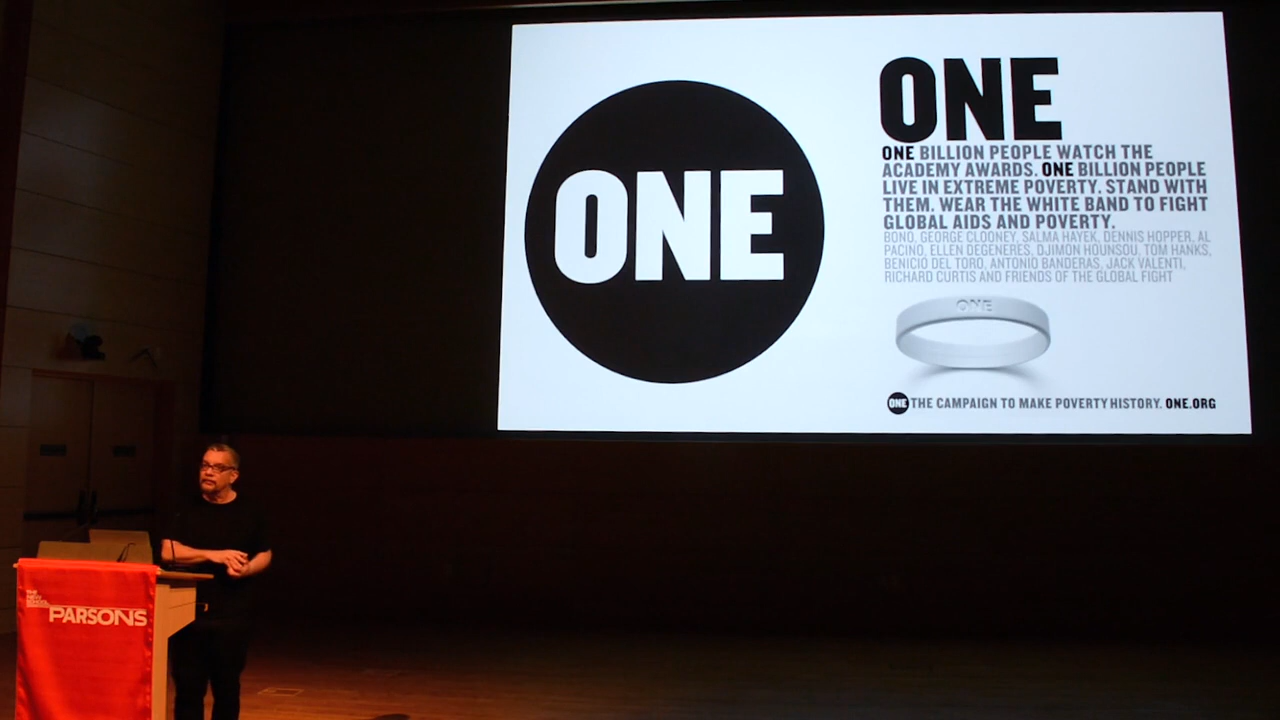 ONE
ONE
ONE BILLION PEOPLE WATCH THE
ACADEMY AWARDS. ONE BILLION PEOPLE
LIVE IN EXTREME POVERTY. STAND WITH
THEM. WEAR THE WHITE BAND TO FIGHT
GLOBAL AIDS AND POVERTY.
BONO, GEORGE CLOONEY, SALMA HAYEK, DENNIS HOPPER, AL
PACINO, ELLEN DEGENERES, DJIMON HOUNSOU, TOM HANKS,
BENICIO DEL TORO, ANTONIO BANDERAS, JACK VALENTI,
RICHARD CURTIS AND FRIENDS OF THE GLOBAL FIGHT
ONE
ONE THE CAMPAIGN TO MAKE POVERTY HISTORY. ONE.ORG
THE
NEW
SCHOOL
PARSONS